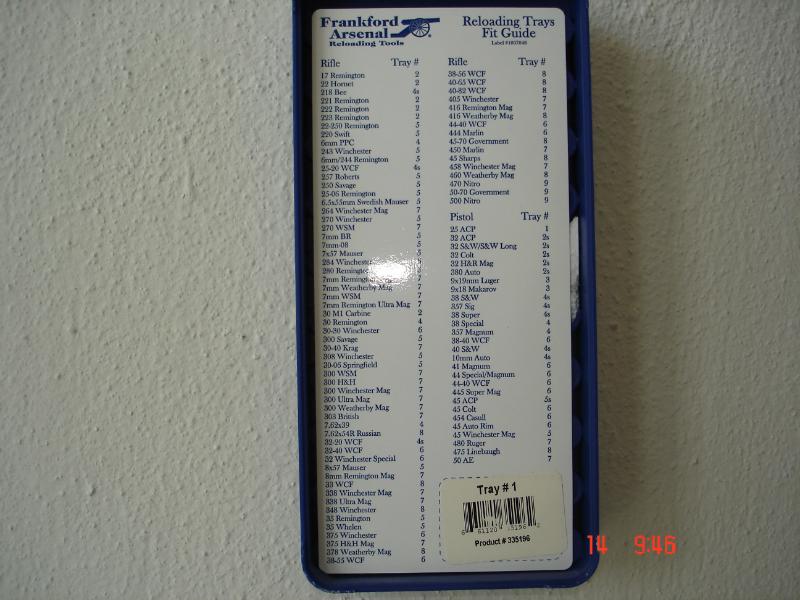 Frankford
Arsenal
Reloading Tools
Reloading Trays
Fit Guide
Label #1007048
Rifle Tray #
17 Remington 2
22 Hornet 2
218 Bee 4s
221 Remington 2
222 Remington 2
223 Remington 2
22-250 Remington 5
220 Swift 5
6mm PPC 4
243 Winchester 5
6mm/244 Remington 5
25-20 WCF 4s
257 Roberts 5
250 Savage 5
25-06 Remington 5
6.5x55mm Swedish Mauser 5
264 Winchester Mag 7
270 Winchester 5
270 WSM 7
7mm BR 5
7mm-08 5
7x57 Mauser 5
284 Winchester
280 Remington
7mm Remington
7mm Weatherby Mag 7
7mm WSM 7
7mm Remington Ultra Mag 7
30 M1 Carbine 2
30 Remington 4
30-30 Winchester 6
300 Savage 5
30-40 Krag 7
308 Winchester 5
30-06 Springfield 5
300 WSM 7
300 H&H 7
300 Winchester Mag 7
300 Ultra Mag 7
300 Weatherby Mag 7
303 British 7
7.62x39 4
7.62x54R Russian 8
32-20 WCF 4s
32-40 WCF 6
32 Winchester Special 6
8x57 Mauser 5
8mm Remington Mag 7
33 WCF 8
338 Winchester Mag 7
338 Ultra Mag 7
348 Winchester 8
35 Remington 5
35 Whelen 5
375 Winchester 6
375 H&H Mag 7
378 Weatherby Mag 8
38-55 WCF 6
Rifle Tray #
38-56 WCF 8
40-65 WCF 8
40-82 WCF 8
405 Winchester 7
416 Remington Mag 7
416 Weatherby Mag 8
44-40 WCF 6
444 Marlin 6
45-70 Government 8
450 Marlin 7
45 Sharps 8
458 Winchester Mag 7
460 Weatherby Mag 8
470 Nitro 9
50-70 Government 9
500 Nitro 9
Pistol Tray #
25 ACP 1
32 ACP 2s
32 S&W/S&W Long 2s
32 Colt 2s
32 H&R Mag 2s
380 Auto 2s
9x19mm Luger 3
9x18 Makarov 3
38 S&W 4s
357 Sig 4s
38 Super 4s
38 Special 4
357 Magnum 4
38-40 WCF 6
40 S&W 4s
10mm Auto 4s
41 Magnum 6
44 Special/Magnum 6
44-40 WCF 6
445 Super Mag 6
45 ACP 5s
45 Colt 6
454 Casull 6
45 Auto Rim 6
45 Winchester Mag 5
480 Ruger 7
475 Linebaugh 8
50 AE 7
Tray # 1
Product # 335196
14 9:46